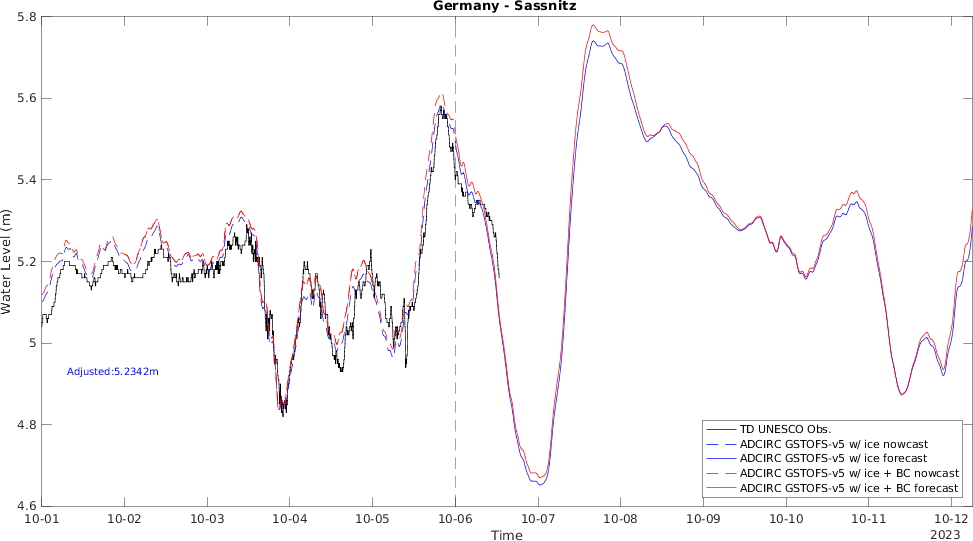 Germany - Sassnitz
5.8
5.6
5.4
5.2
5
4.8
4.6
Water Level (m)
Adjusted:5.2342m
TD UNESCO Obs.
ADCIRC GSTOFS-v5 w/ ice nowcast
ADCIRC GSTOFS-v5 w/ ice forecast
ADCIRC GSTOFS-v5 w/ ice + BC nowcast
ADCIRC GSTOFS-v5 w/ ice + BC forecast
10-01 10-02 10-03 10-04 10-05 10-06 10-07 10-08 10-09 10-10 10-11 10-12
Time
2023